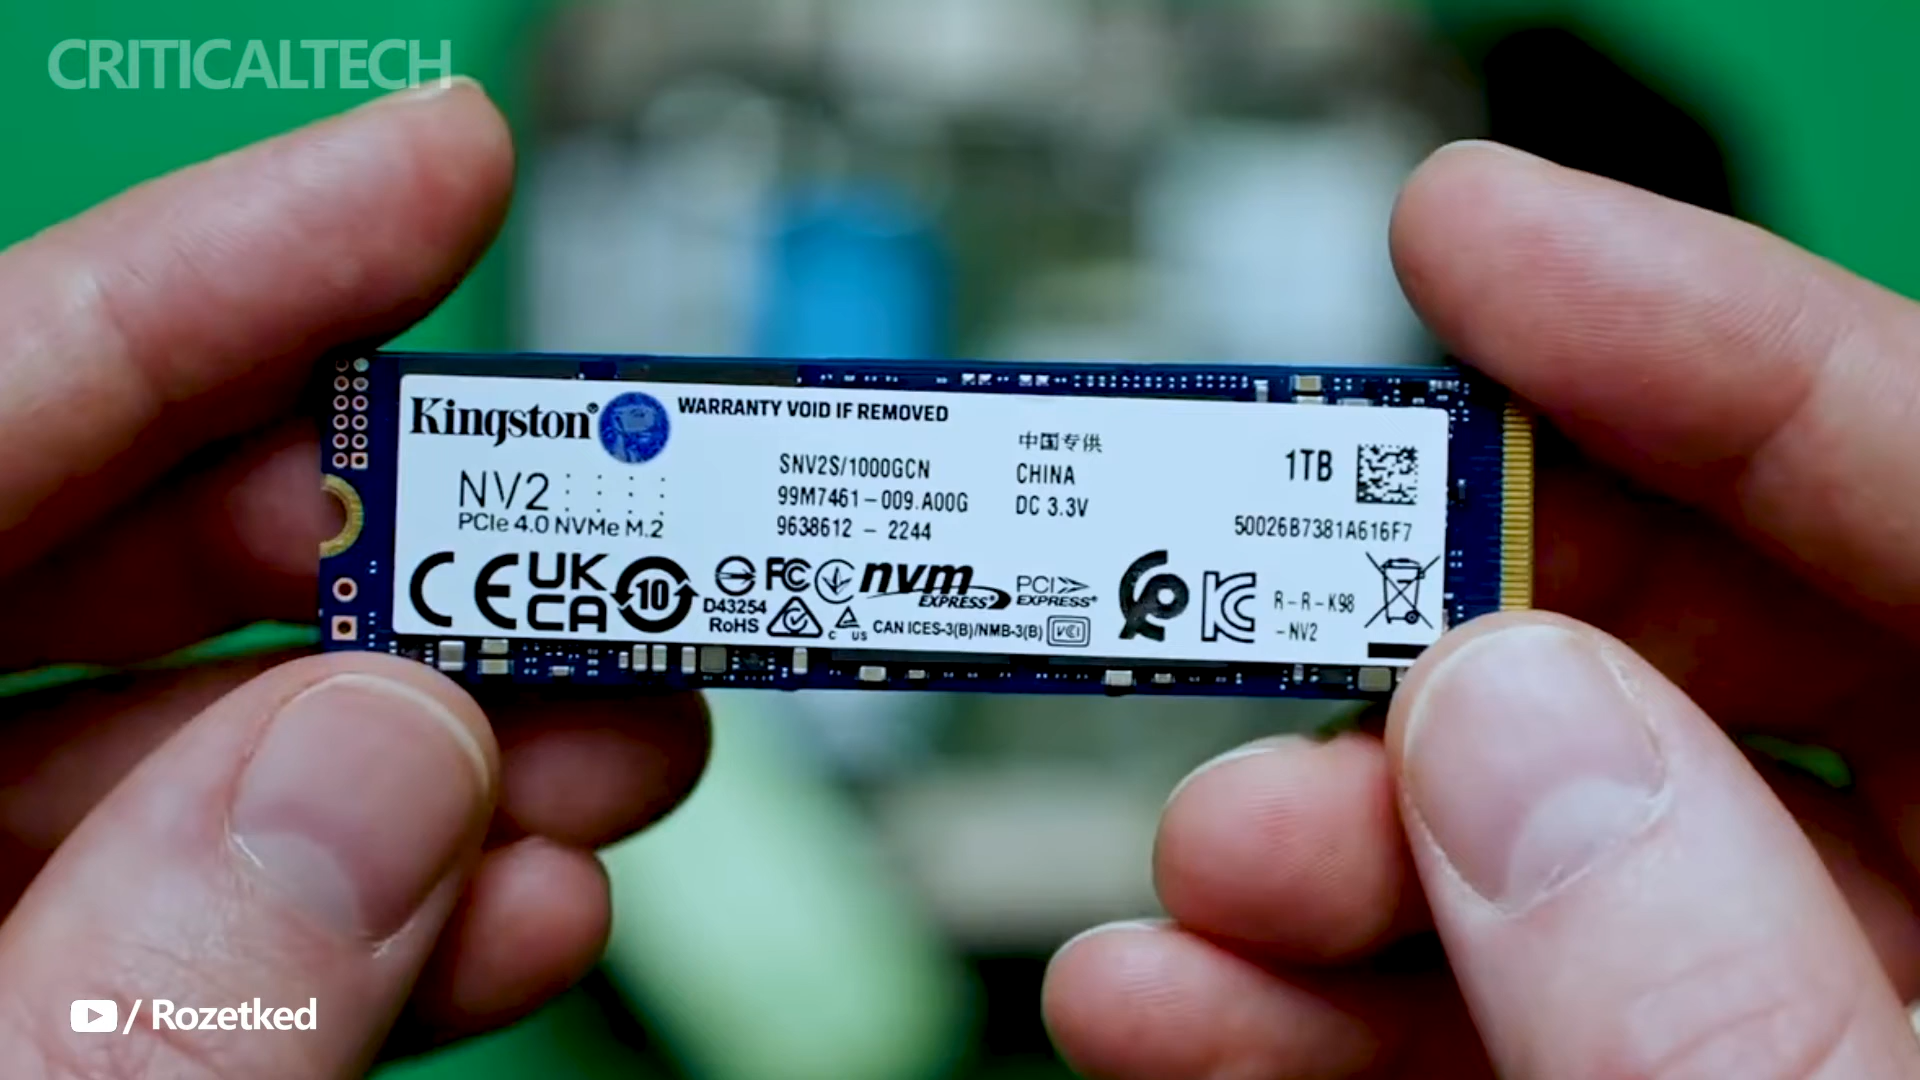 CRITICALTECH
Kingston®
WARRANTY VOID IF REMOVED
NV2
PCIe 4.0 NVMe M.2
SNV2S/1000GCN
99M7461-009.A00G
9638612 - 2244
中国专供
CHINA
DC 3.3V
1TB
50026B7381A616F7
CE
UK
CA
10
D43254
RoHS
FC
nvm
EXPRESS
PCI
EXPRESS®
C US
CAN ICES-3(B)/NMB-3(B)
VCI
KC
R-R-K98
-NV2
/ Rozetked